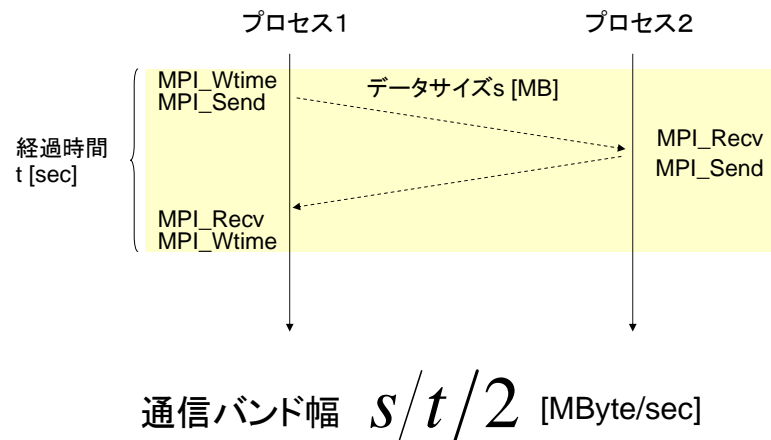 プロセス1
プロセス2
MPI_Wtime
MPI_Send
データサイズs [MB]
経過時間
t [sec]
MPI_Recv
MPI_Send
MPI_Recv
MPI_Wtime
通信バンド幅 s/t/2 [MByte/sec]